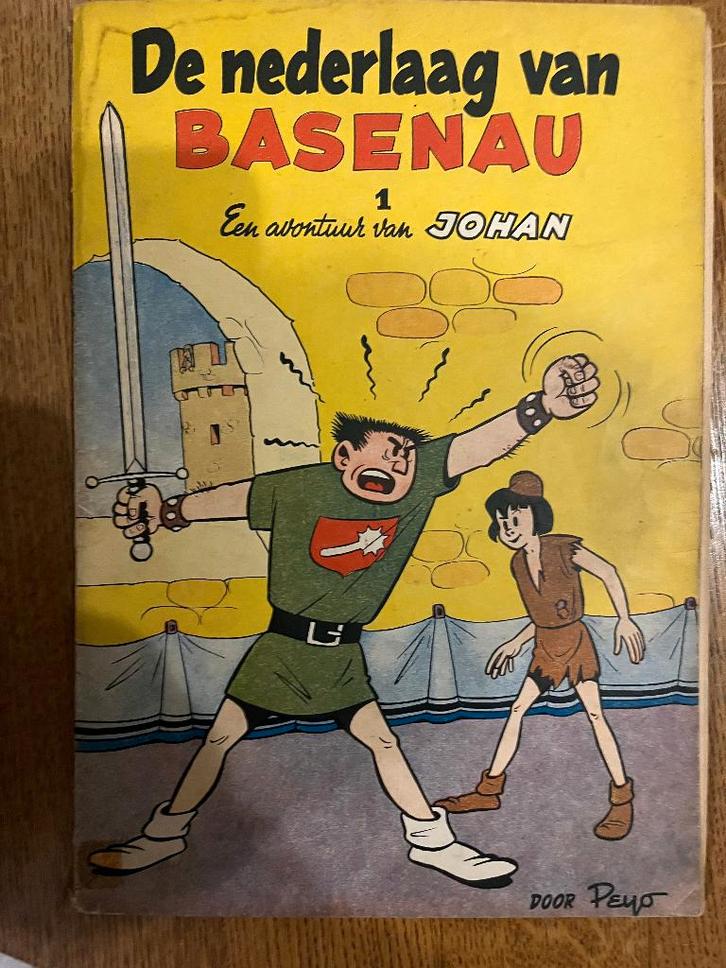 De nederlaag van
BASENAU
1
Een avontuur van JOHAN
DOOR Peyo